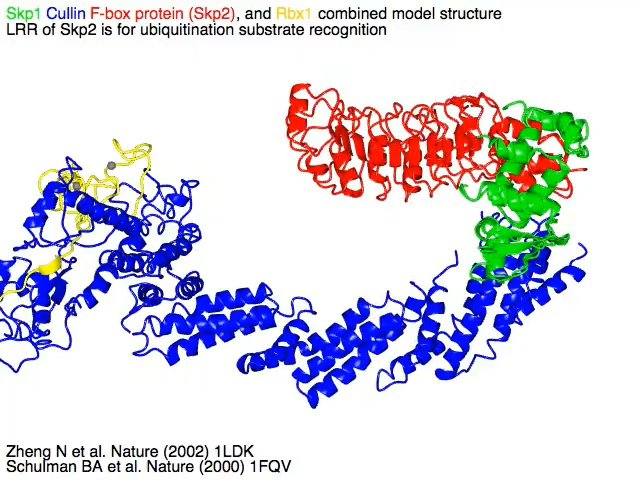 Skp1 Cullin F-box protein (Skp2), and Rbx1 combined model structure
LRR of Skp2 is for ubiquitination substrate recognition
Zheng N et al. Nature (2002) 1LDK
Schulman BA et al. Nature (2000) 1FQV